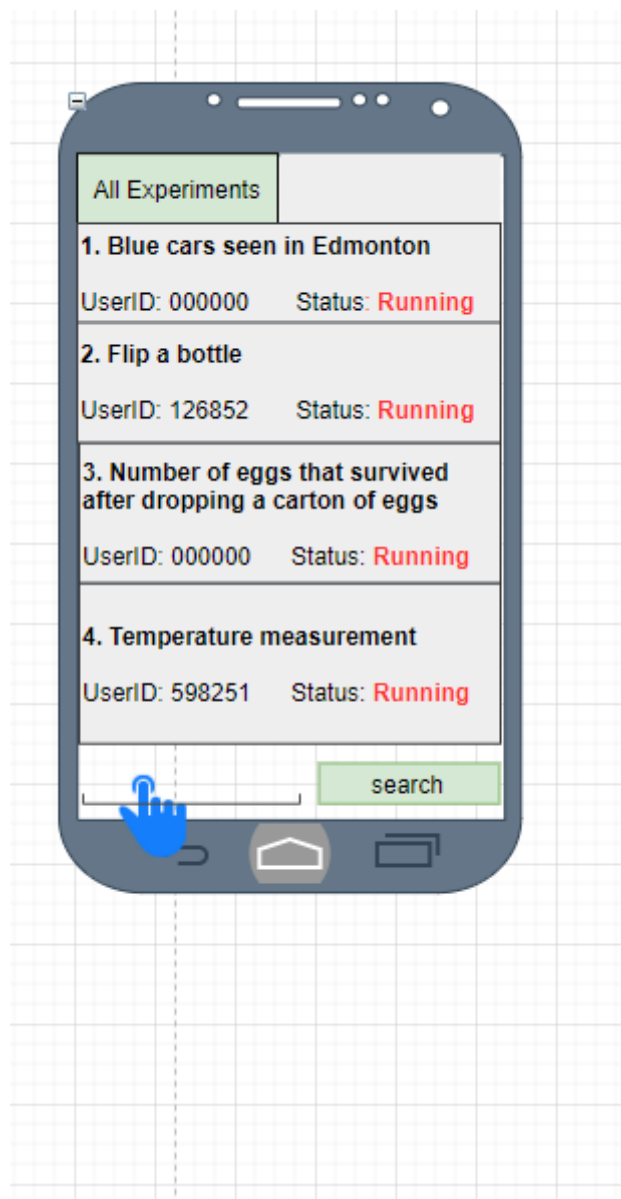 All Experiments
1. Blue cars seen in Edmonton
UserID: 000000 Status: Running
2. Flip a bottle
UserID: 126852 Status: Running
3. Number of eggs that survived
after dropping a carton of eggs
UserID: 000000 Status: Running
4. Temperature measurement
UserID: 598251 Status: Running
search